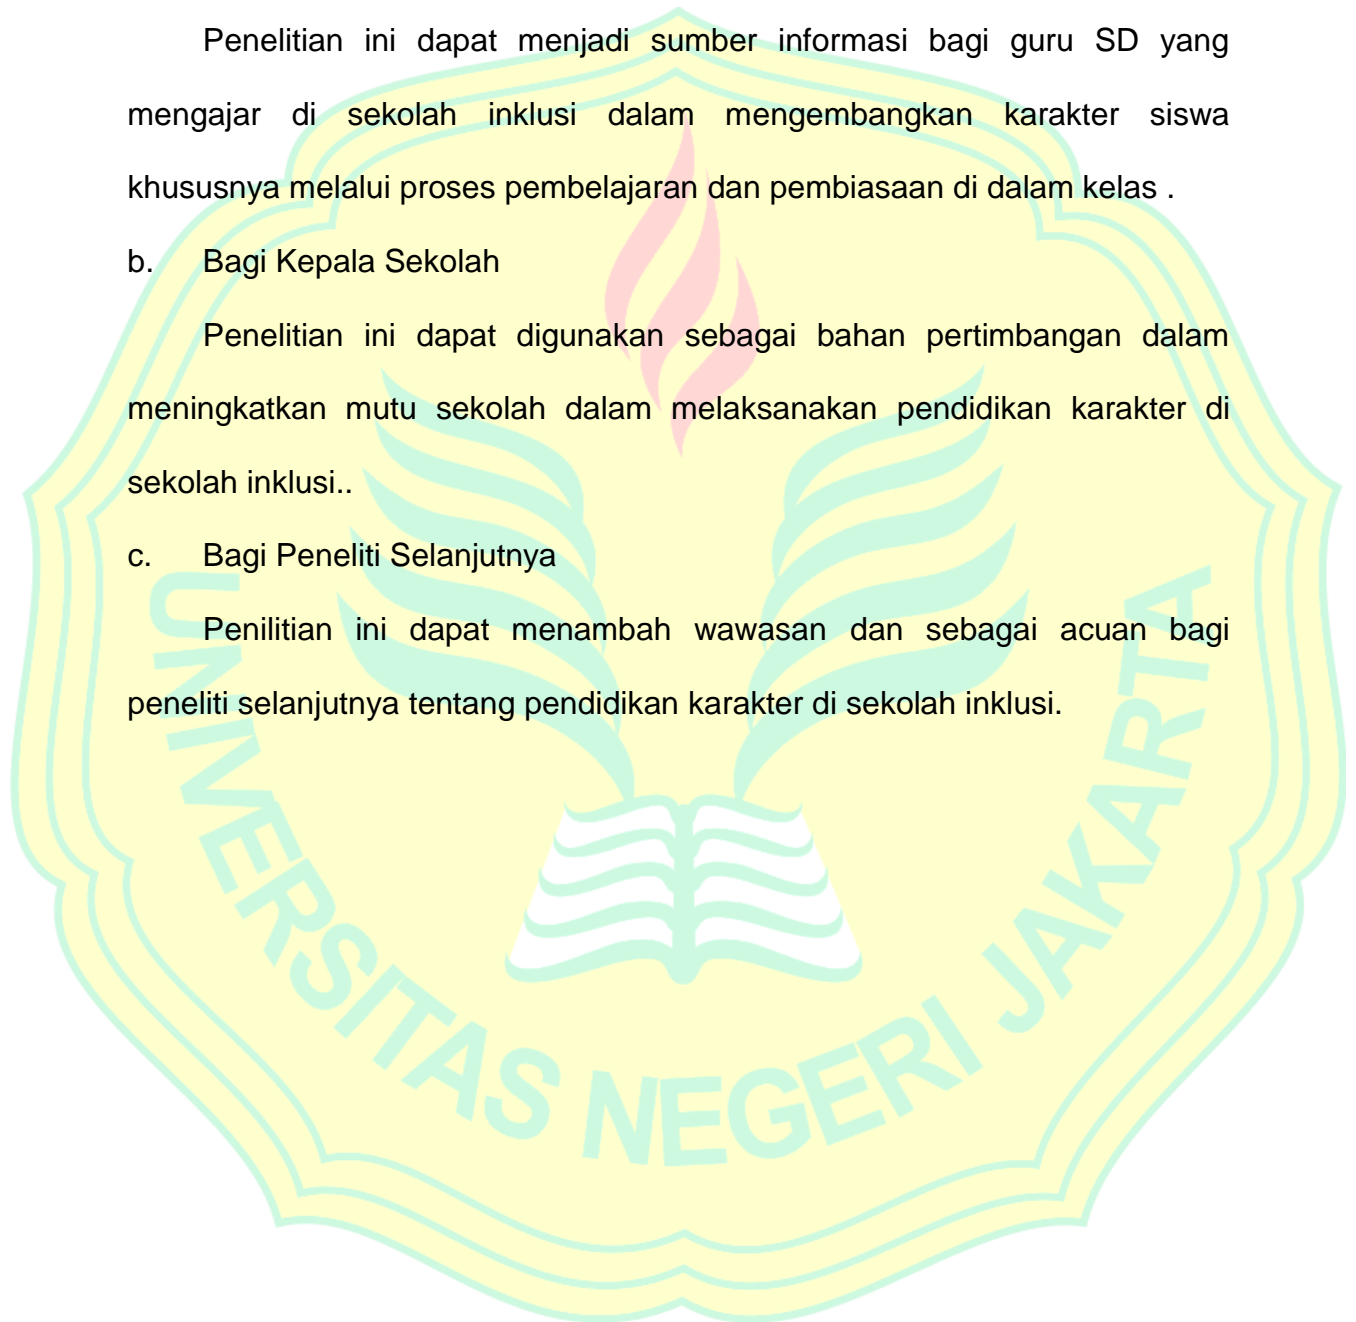 Penelitian ini dapat menjadi sumber informasi bagi guru SD yang
mengajar di sekolah inklusi dalam mengembangkan karakter siswa
khususnya melalui proses pembelajaran dan pembiasaan di dalam kelas .
b. Bagi Kepala Sekolah
Penelitian ini dapat digunakan sebagai bahan pertimbangan dalam
meningkatkan mutu sekolah dalam melaksanakan pendidikan karakter di
sekolah inklusi..
c. Bagi Peneliti Selanjutnya
Penilitian ini dapat menambah wawasan dan sebagai acuan bagi
peneliti selanjutnya tentang pendidikan karakter di sekolah inklusi.
UNIVERSITAS NEGERI JAKARTA